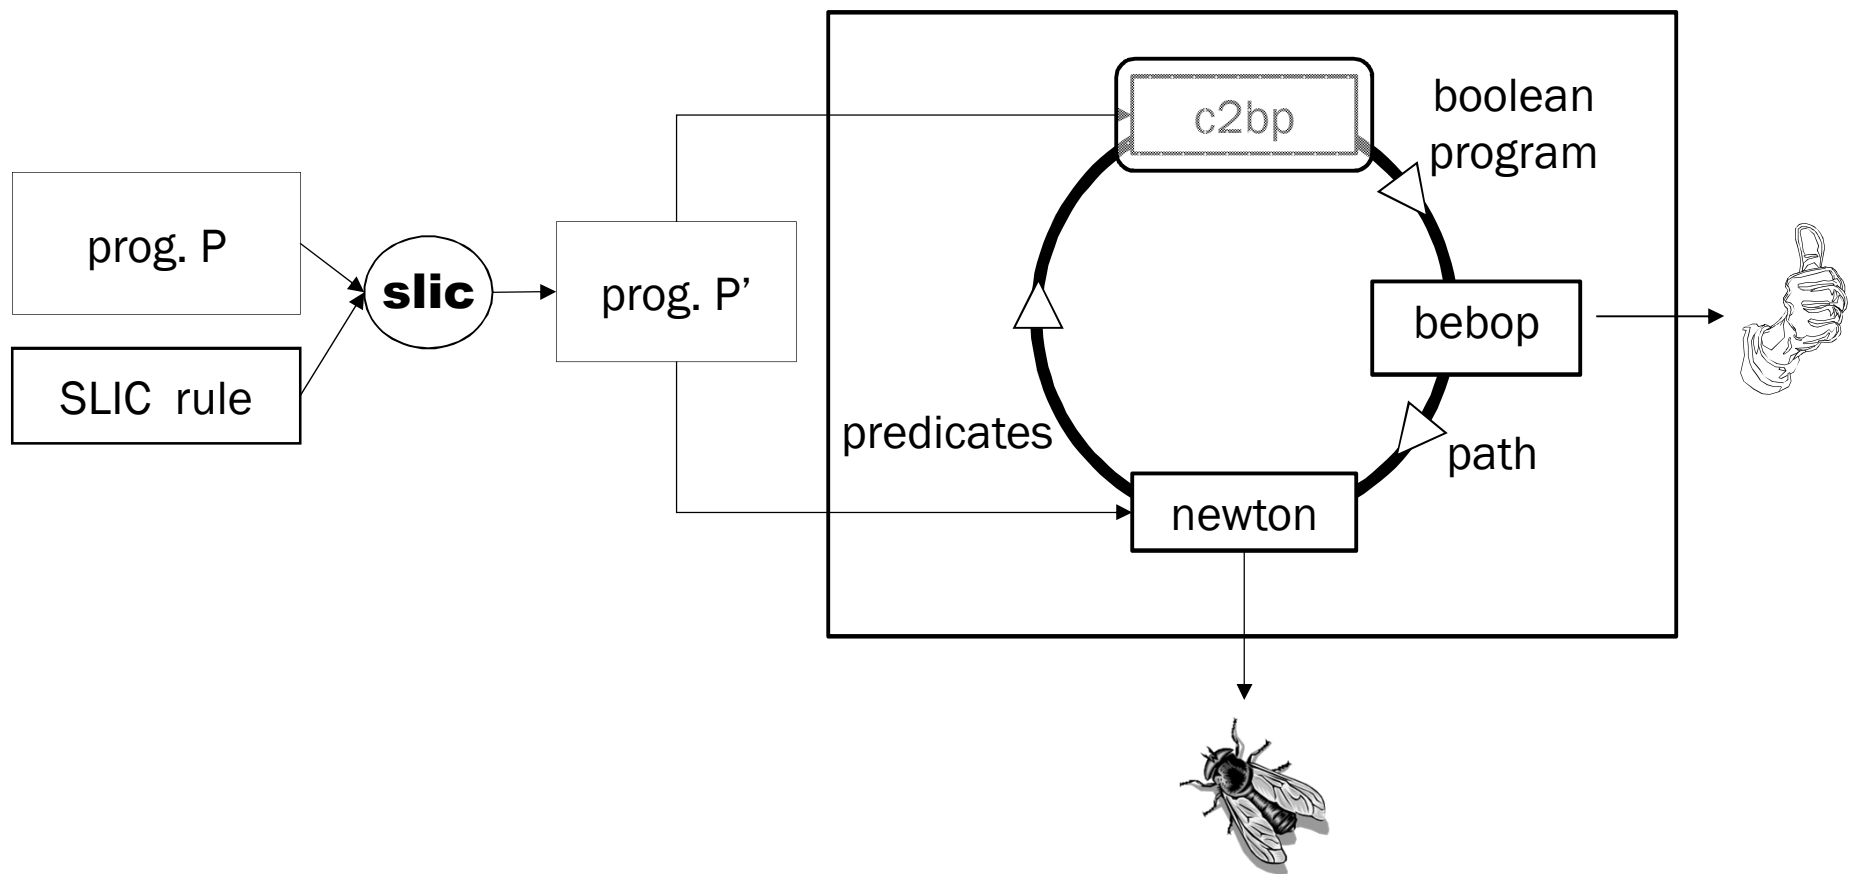 c2bp
boolean
program
prog. P
slic
prog. P’
bebop
SLIC rule
predicates
path
newton